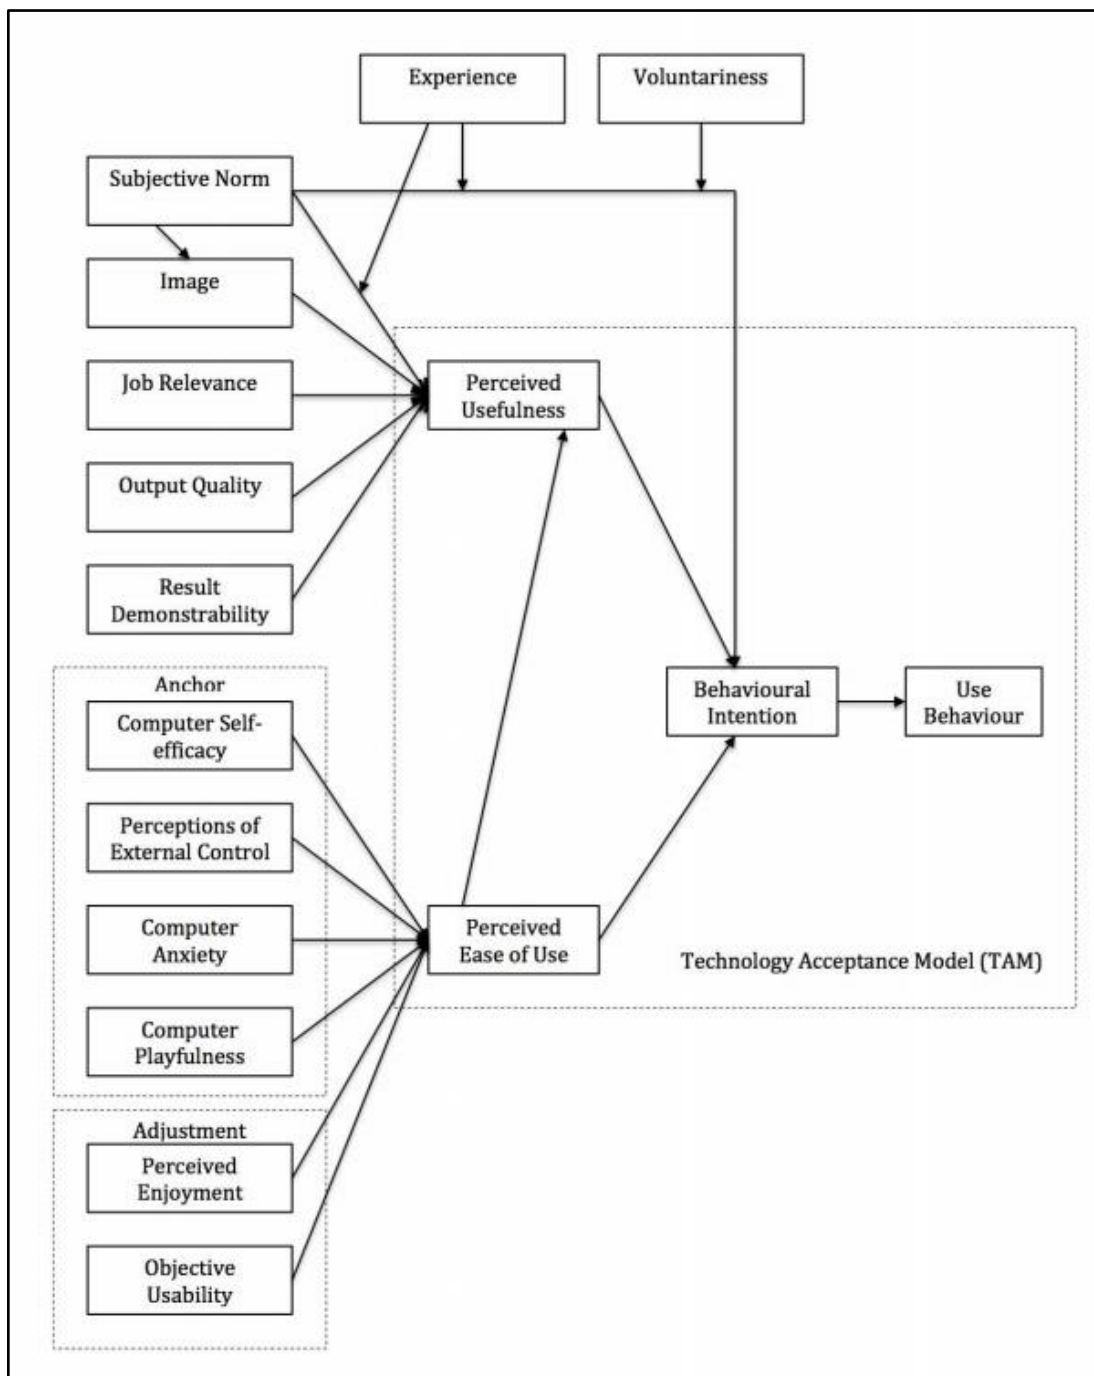 Experience
Voluntariness
Subjective Norm
Image
Job Relevance
Perceived
Usefulness
Output Quality
Result
Demonstrability
Anchor
Computer Self-
efficacy
Behavioural
Intention
Use
Behaviour
Perceptions of
External Control
Computer
Anxiety
Perceived
Ease of Use
Technology Acceptance Model (TAM)
Computer
Playfulness
Adjustment
Perceived
Enjoyment
Objective
Usability